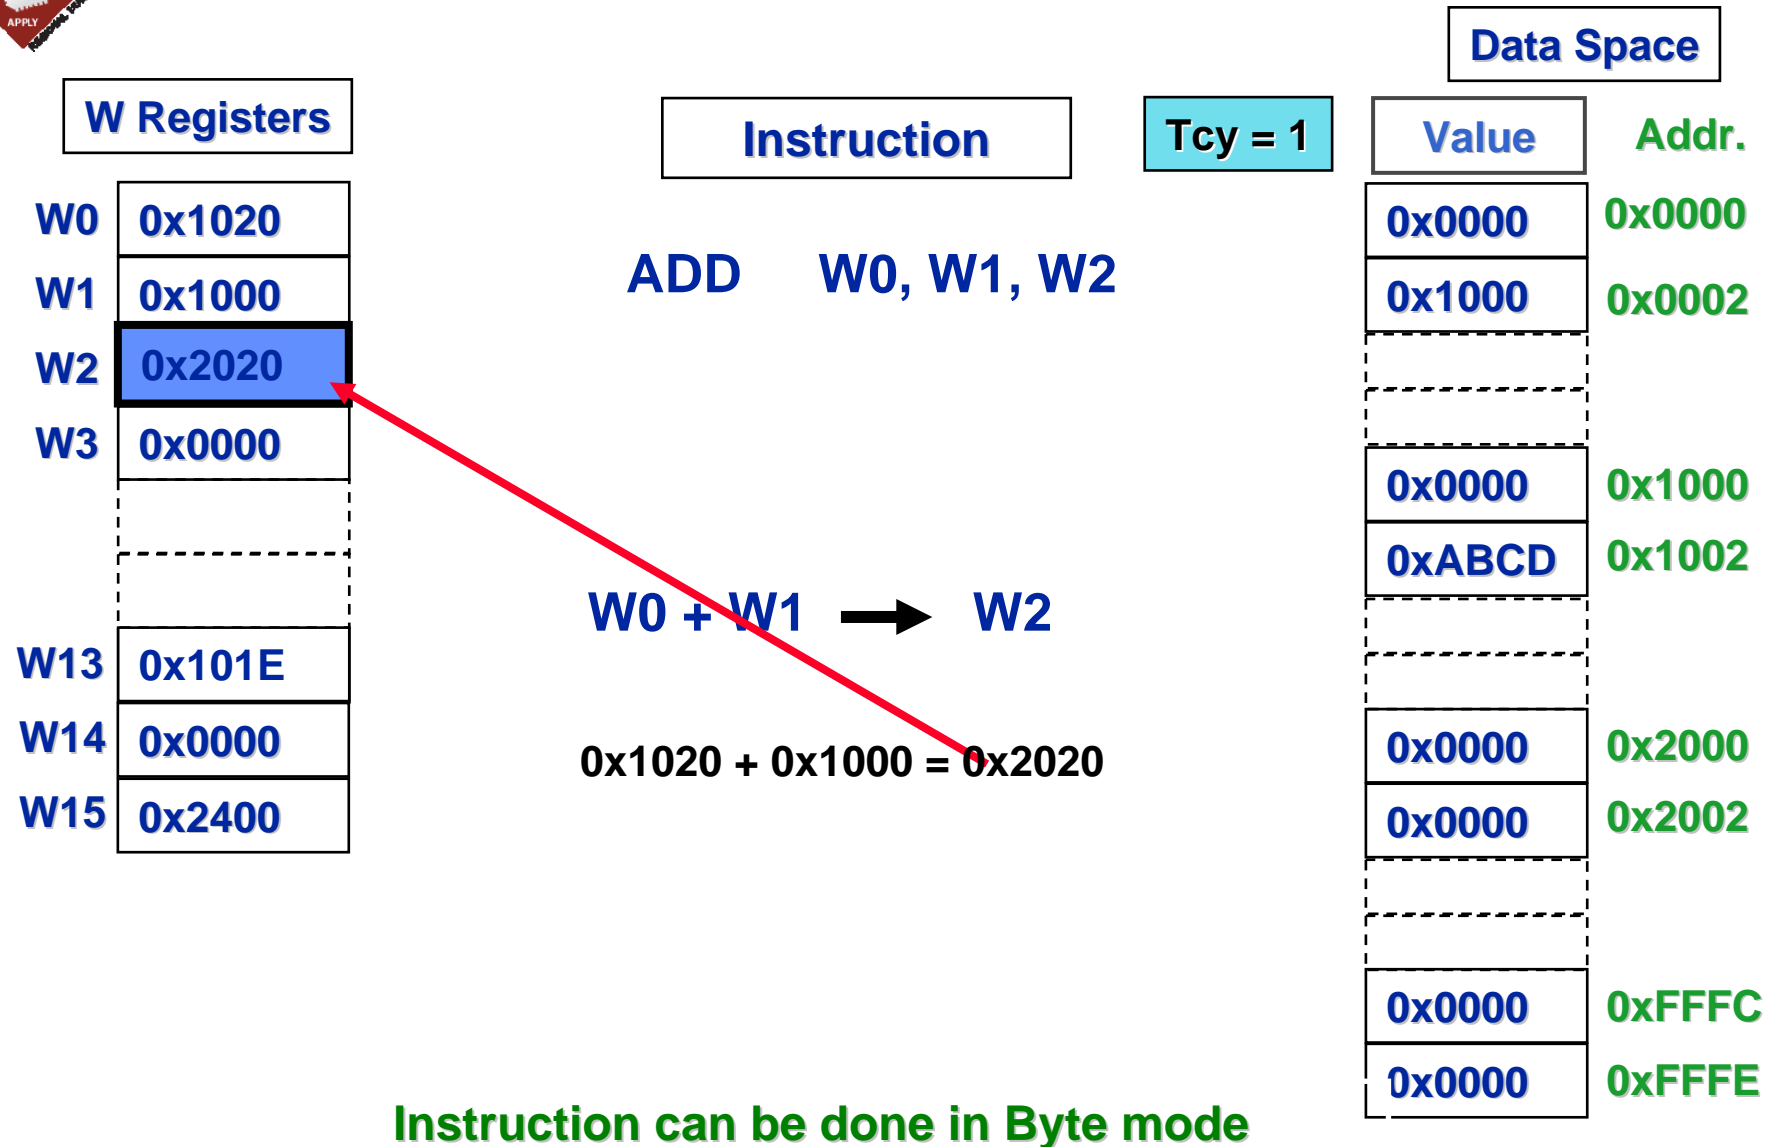 APPLY
Data Space
W Registers
Instruction
Tcy = 1
Value
Addr.
W0 0x1020
0x0000 0x0000
ADD W0, W1, W2
W1 0x1000
0x1000 0x0002
W2 0x2020
W3 0x0000
0x0000 0x1000
0xABCD 0x1002
W0 + W1 W2
W13 0x101E
W14 0x0000
0x0000 0x2000
0x1020 + 0x1000 = 0x2020
W15 0x2400
0x0000 0x2002
0x0000 0xFFFC
0x0000 0xFFFE
Instruction can be done in Byte mode